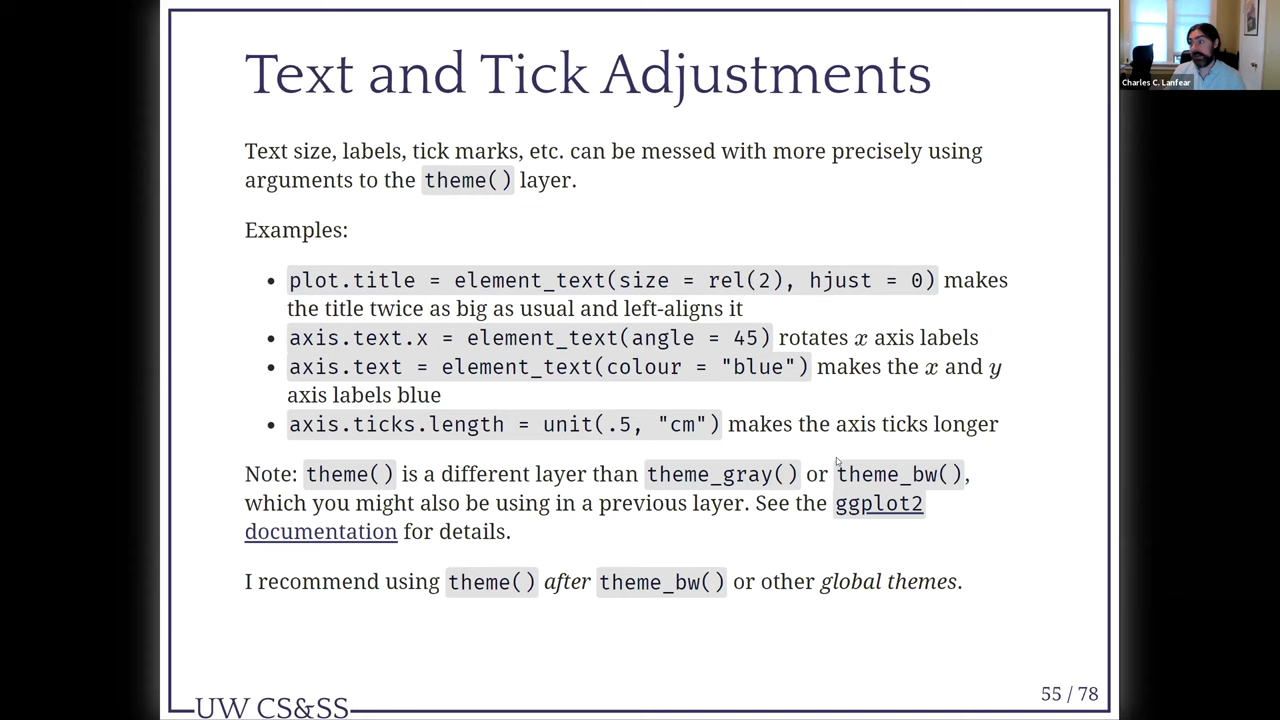 Text and Tick Adjustments
Charles C. Lanfear
Text size, labels, tick marks, etc. can be messed with more precisely using
arguments to the theme() layer.
Examples:
• plot.title = element_text(size = rel(2), hjust = 0) makes
the title twice as big as usual and left-aligns it
• axis.text.x = element_text(angle = 45) rotates x axis labels
• axis.text = element_text(colour = "blue") makes the x and y
axis labels blue
• axis.ticks.length = unit(.5, "cm") makes the axis ticks longer
Note: theme() is a different layer than theme_gray() or theme_bw(),
which you might also be using in a previous layer. See the ggplot2
documentation for details.
I recommend using theme() after theme_bw() or other global themes.
UW CS&SS
55 / 78